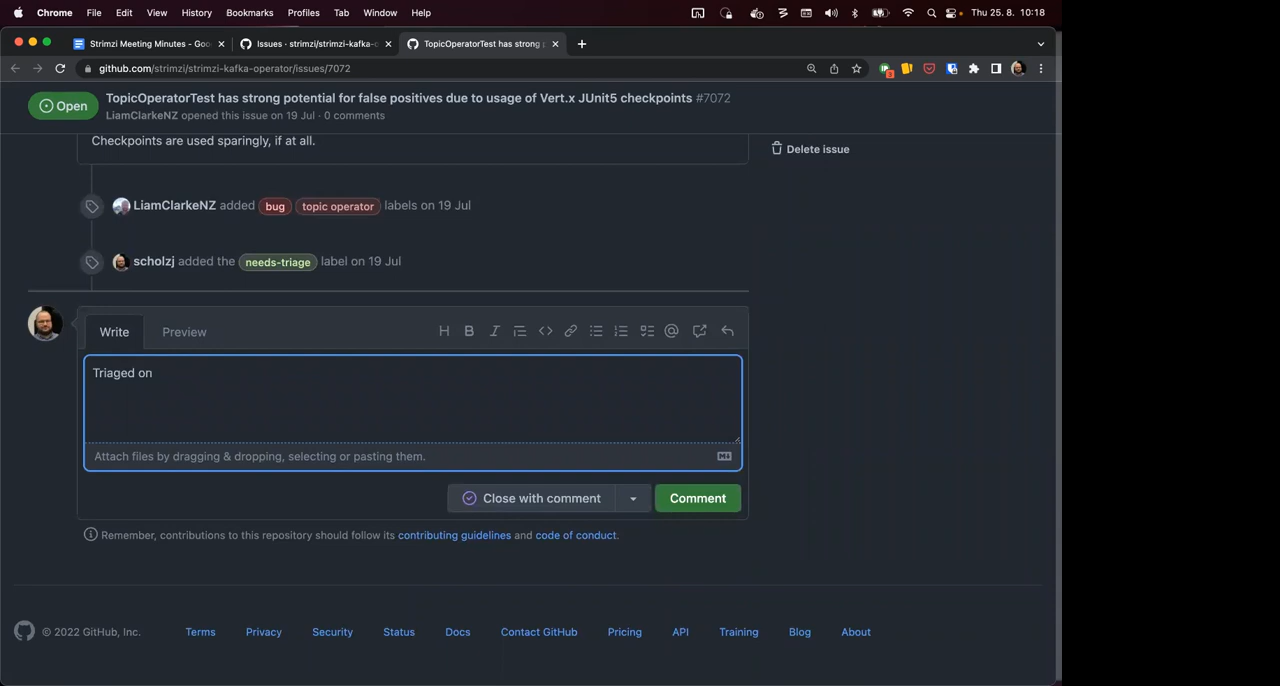 Chrome File Edit View History Bookmarks Profiles Tab Window Help Thu 25. 8. 10:18
Strimzi Meeting Minutes - Goo Issues · strimzi/strimzi-kafka-o TopicOperatorTest has strong p
github.com/strimzi/strimzi-kafka-operator/issues/7072
Open
TopicOperatorTest has strong potential for false positives due to usage of Vert.x JUnit5 checkpoints #7072
LiamClarkeNZ opened this issue on 19 Jul · 0 comments
Checkpoints are used sparingly, if at all.
Delete issue
LiamClarkeNZ added bug topic operator labels on 19 Jul
scholzj added the needs-triage label on 19 Jul
Write Preview
Triaged on
Attach files by dragging & dropping, selecting or pasting them.
Close with comment Comment
Remember, contributions to this repository should follow its contributing guidelines and code of conduct.
© 2022 GitHub, Inc. Terms Privacy Security Status Docs Contact GitHub Pricing API Training Blog About